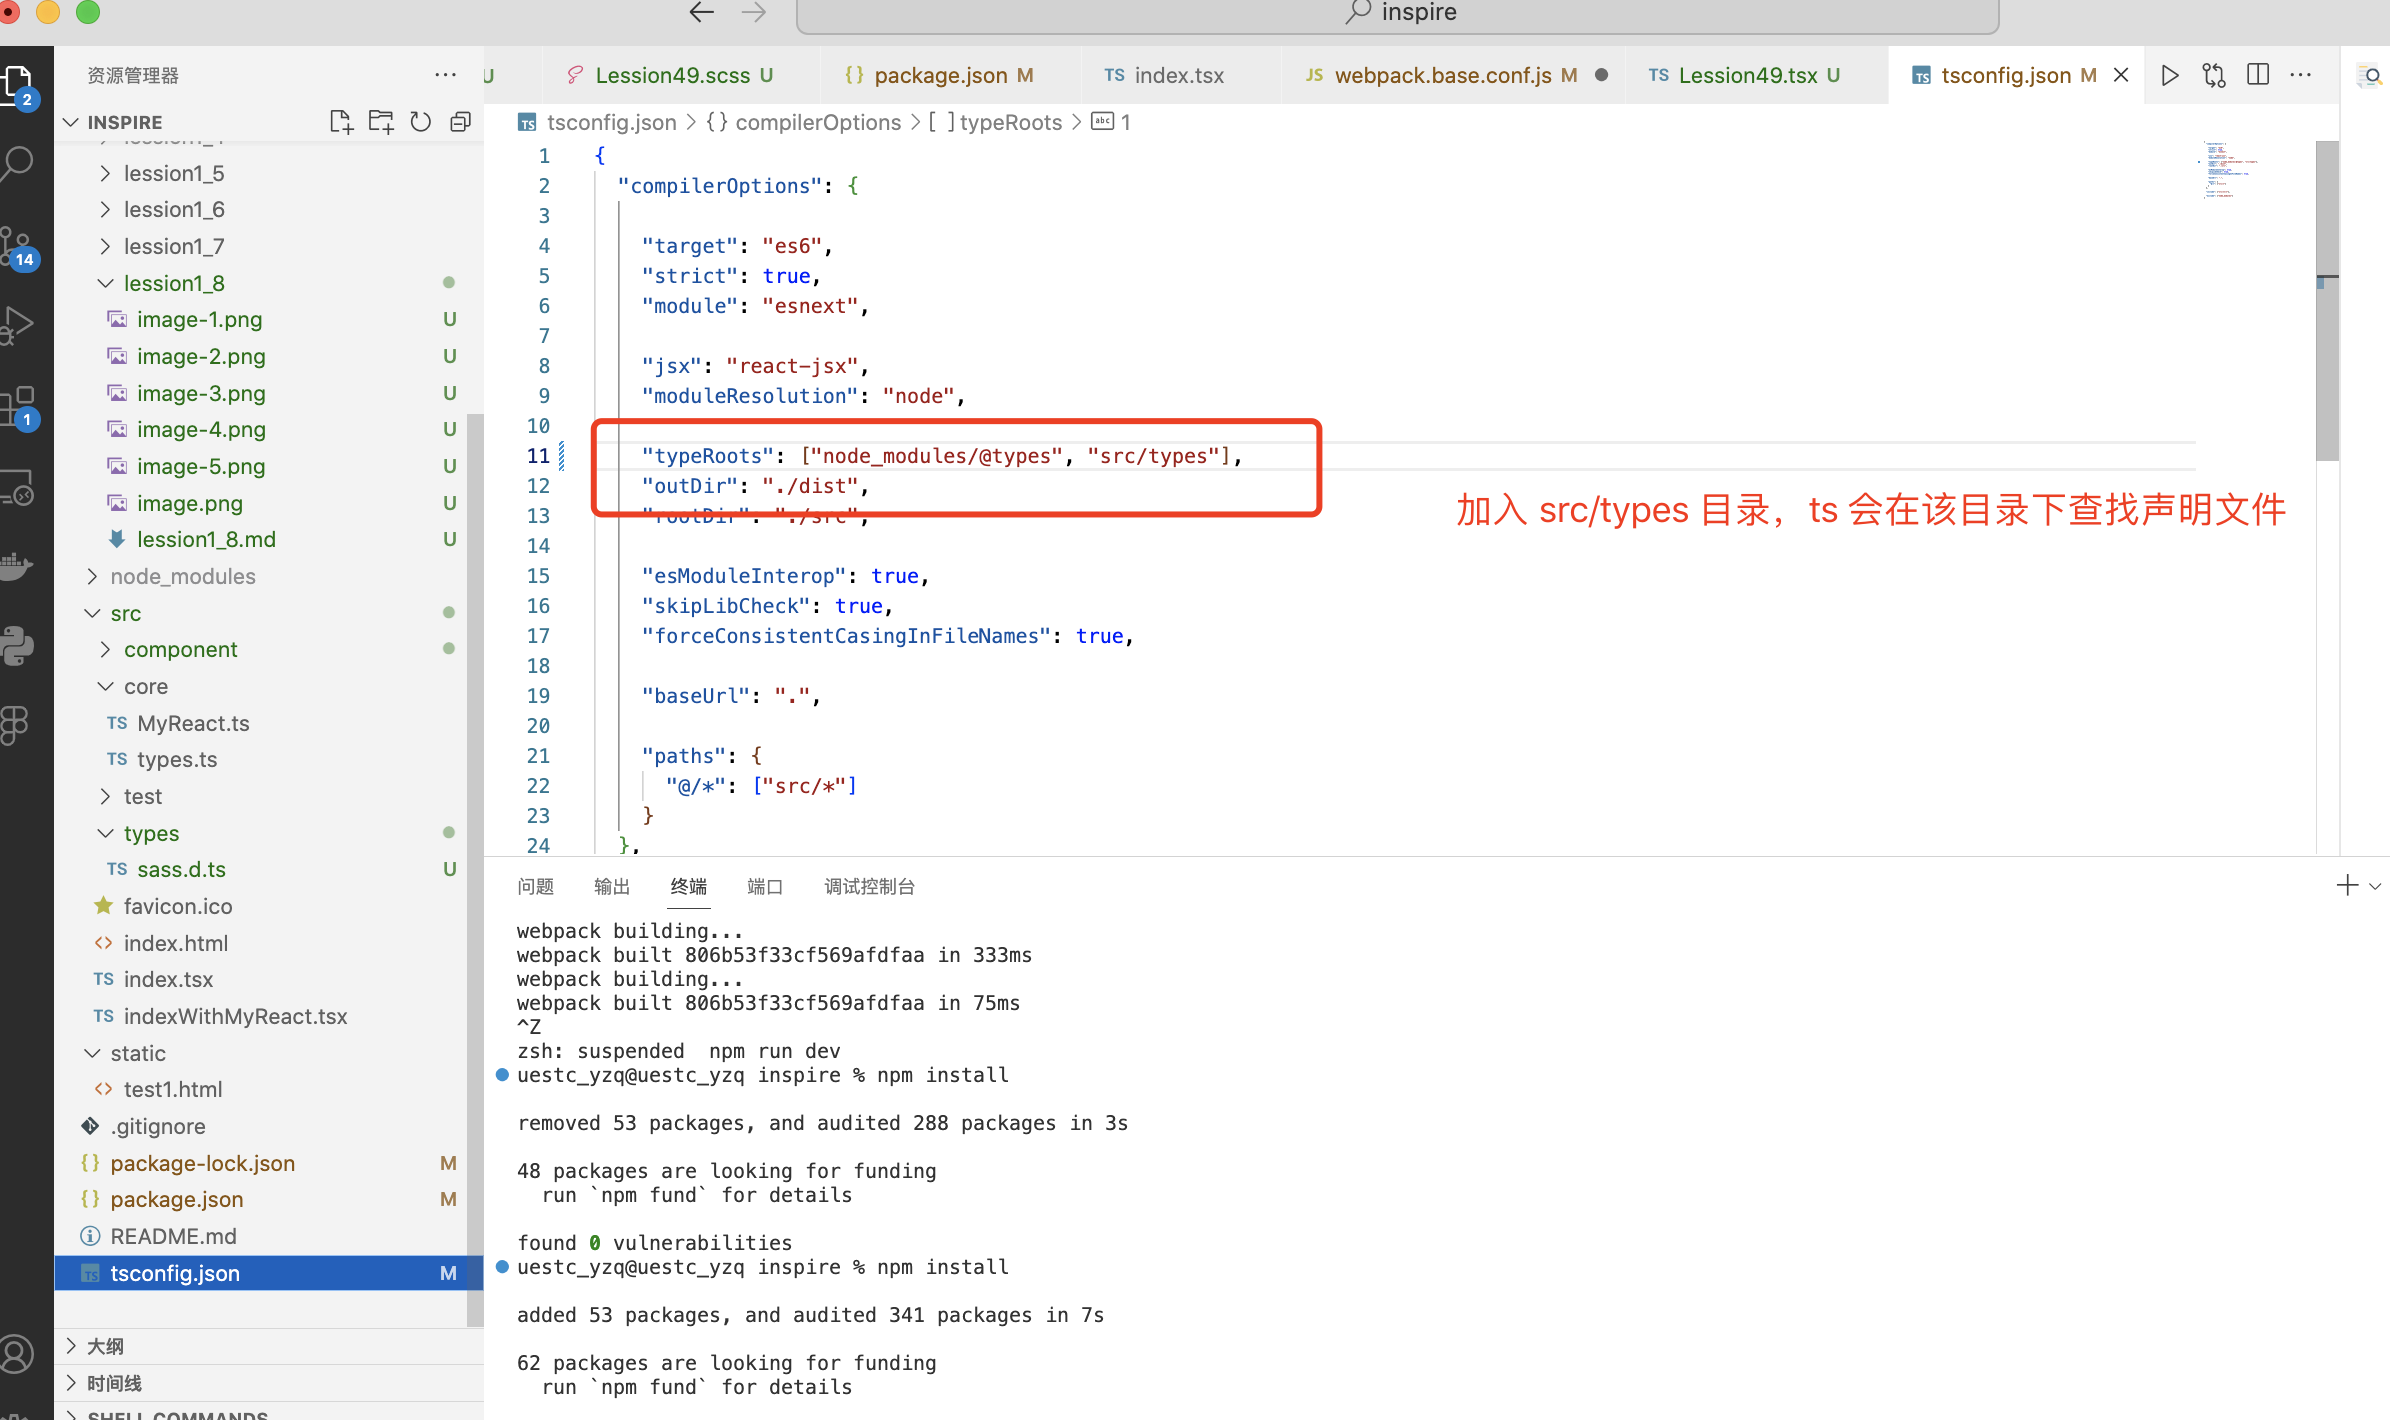 inspire
资源管理器
INSPIRE
lession1_5
lession1_6
lession1_7
lession1_8
image-1.png U
image-2.png U
image-3.png U
image-4.png U
image-5.png U
image.png U
lession1_8.md U
node_modules
src
component
core
TS MyReact.ts
TS types.ts
test
types
TS sass.d.ts U
favicon.ico
index.html
TS index.tsx
TS indexWithMyReact.tsx
static
test1.html
.gitignore
{} package-lock.json M
{} package.json M
README.md
TS tsconfig.json M
大纲
时间线
SHELL COMMANDS
2
14
1
U
Lession49.scss U
{} package.json M
TS index.tsx
JS webpack.base.conf.js M
TS Lession49.tsx U
TS tsconfig.json M
TS tsconfig.json > {} compilerOptions > [ ] typeRoots > abc 1
1 {
2 "compilerOptions": {
3
4 "target": "es6",
5 "strict": true,
6 "module": "esnext",
7
8 "jsx": "react-jsx",
9 "moduleResolution": "node",
10
11 "typeRoots": ["node_modules/@types", "src/types"],
12 "outDir": "./dist",
13 "rootDir": "./src",
14
15 "esModuleInterop": true,
16 "skipLibCheck": true,
17 "forceConsistentCasingInFileNames": true,
18
19 "baseUrl": ".",
20
21 "paths": {
22 "@/*": ["src/*"]
23 }
24 },
加入 src/types 目录，ts 会在该目录下查找声明文件
问题 输出 终端 端口 调试控制台
webpack building...
webpack built 806b53f33cf569afdfaa in 333ms
webpack building...
webpack built 806b53f33cf569afdfaa in 75ms
^Z
zsh: suspended  npm run dev
uestc_yzq@uestc_yzq inspire % npm install
removed 53 packages, and audited 288 packages in 3s
48 packages are looking for funding
run `npm fund` for details
found 0 vulnerabilities
uestc_yzq@uestc_yzq inspire % npm install
added 53 packages, and audited 341 packages in 7s
62 packages are looking for funding
run `npm fund` for details